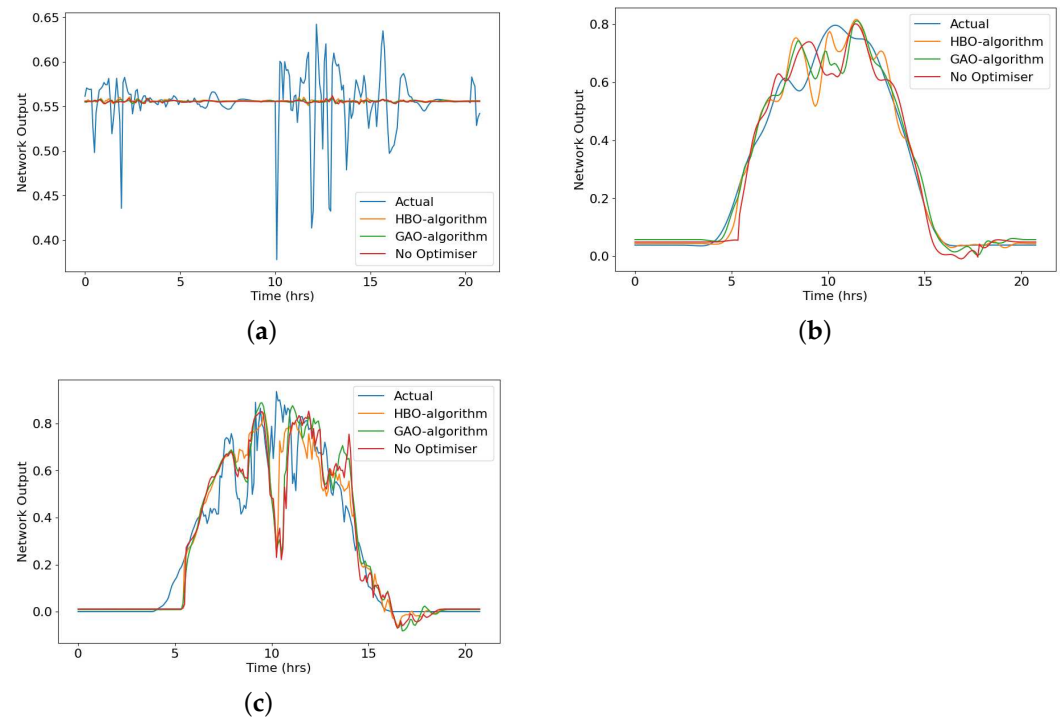 0.65
0.60
0.55
0.50
0.45
0.40
Network Output
Actual
HBO-algorithm
GAO-algorithm
No Optimiser
0 5 10 15 20
Time (hrs)
(a)
0.8
0.6
0.4
0.2
0.0
Network Output
Actual
HBO-algorithm
GAO-algorithm
No Optimiser
0 5 10 15 20
Time (hrs)
(b)
0.8
0.6
0.4
0.2
0.0
Network Output
Actual
HBO-algorithm
GAO-algorithm
No Optimiser
0 5 10 15 20
Time (hrs)
(c)